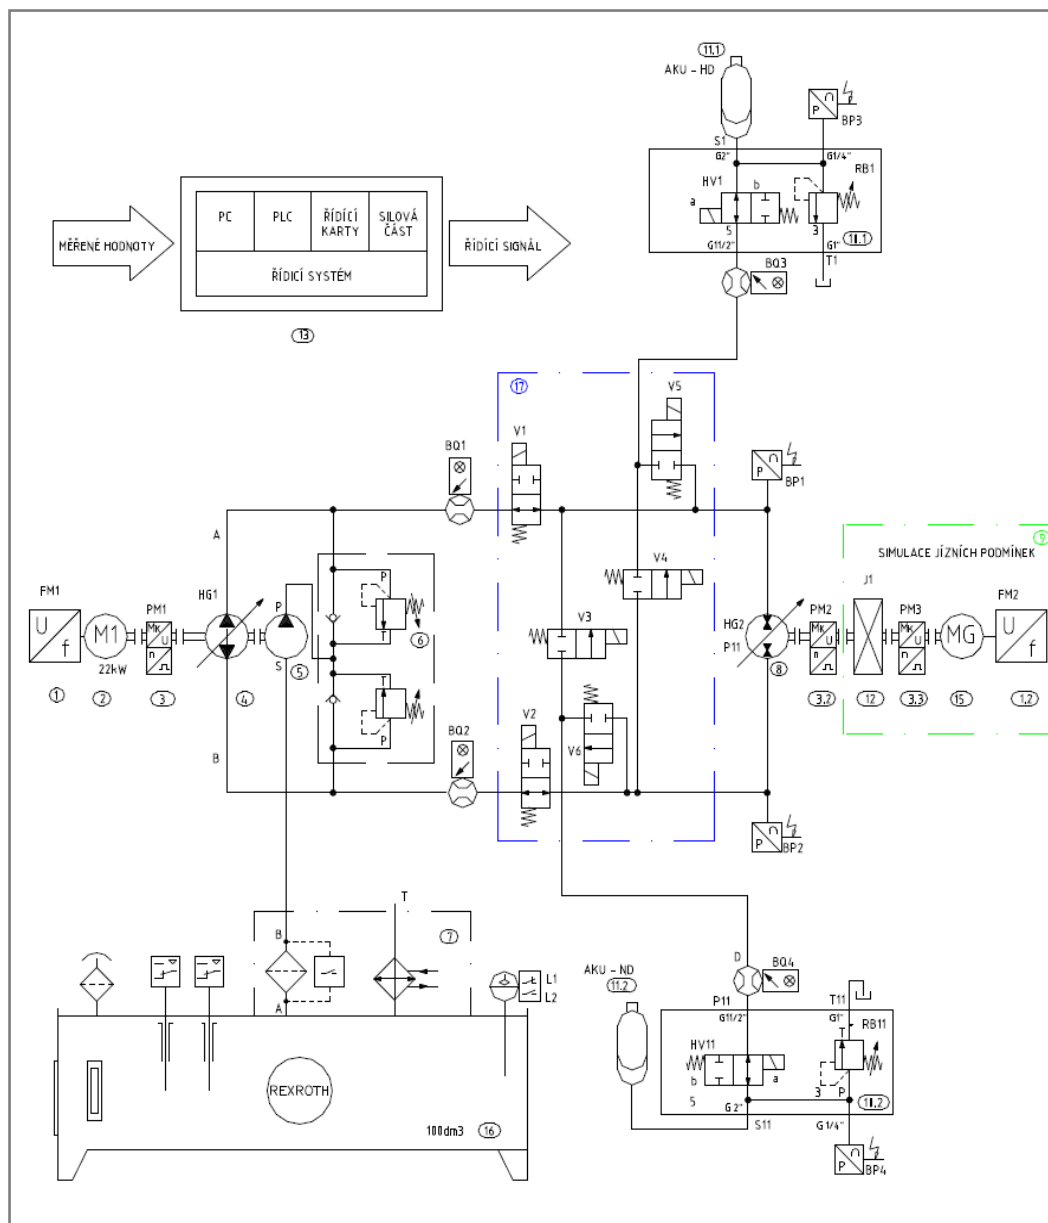 11.1
AKU - HD
BP3
P
S1
G2"
G1/4"
HV1
b
RB1
a
5
3
G11/2"
G1"
T1
BQ3
MĚŘENÉ HODNOTY
PC
PLC
ŘÍDÍCÍ
KARTY
SILOVÁ
ČÁST
ŘÍDICÍ SYSTÉM
ŘÍDÍCÍ SIGNÁL
13
17
V5
V1
BQ1
P
BP1
A
9
SIMULACE JÍZNÍCH PODMÍNEK
V4
J1
FM1
PM1
HG1
P
P
V3
HG2
PM2
PM3
FM2
U
f
M1
MK
U
n
T
6
P11
MK
U
n
MK
U
n
MG
U
f
22kW
S
5
8
1
2
3
4
T
3.2
12
3.3
15
1.2
P
V2
BQ2
V6
B
P
BP2
T
B
7
D
BQ4
AKU - ND
11.2
L1
L2
A
P11
T11
G11/2"
G1"
T
RB11
HV11
b
a
3
P
5
G 2"
S11
G 1/4"
REXROTH
100dm3
16
P
BP4